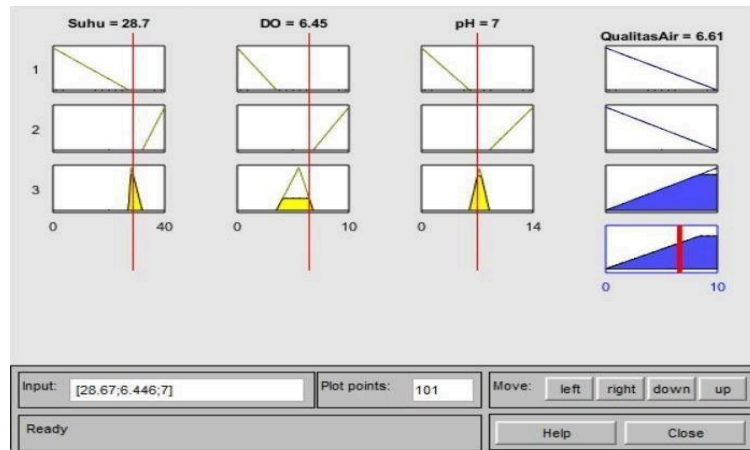 Suhu = 28.7 DO = 6.45 pH = 7 QualitasAir = 6.61
1
2
3
0 40 0 10 0 14
0 10
Input: [28.67;6.446;7] Plot points: 101 Move: left right down up
Ready Help Close